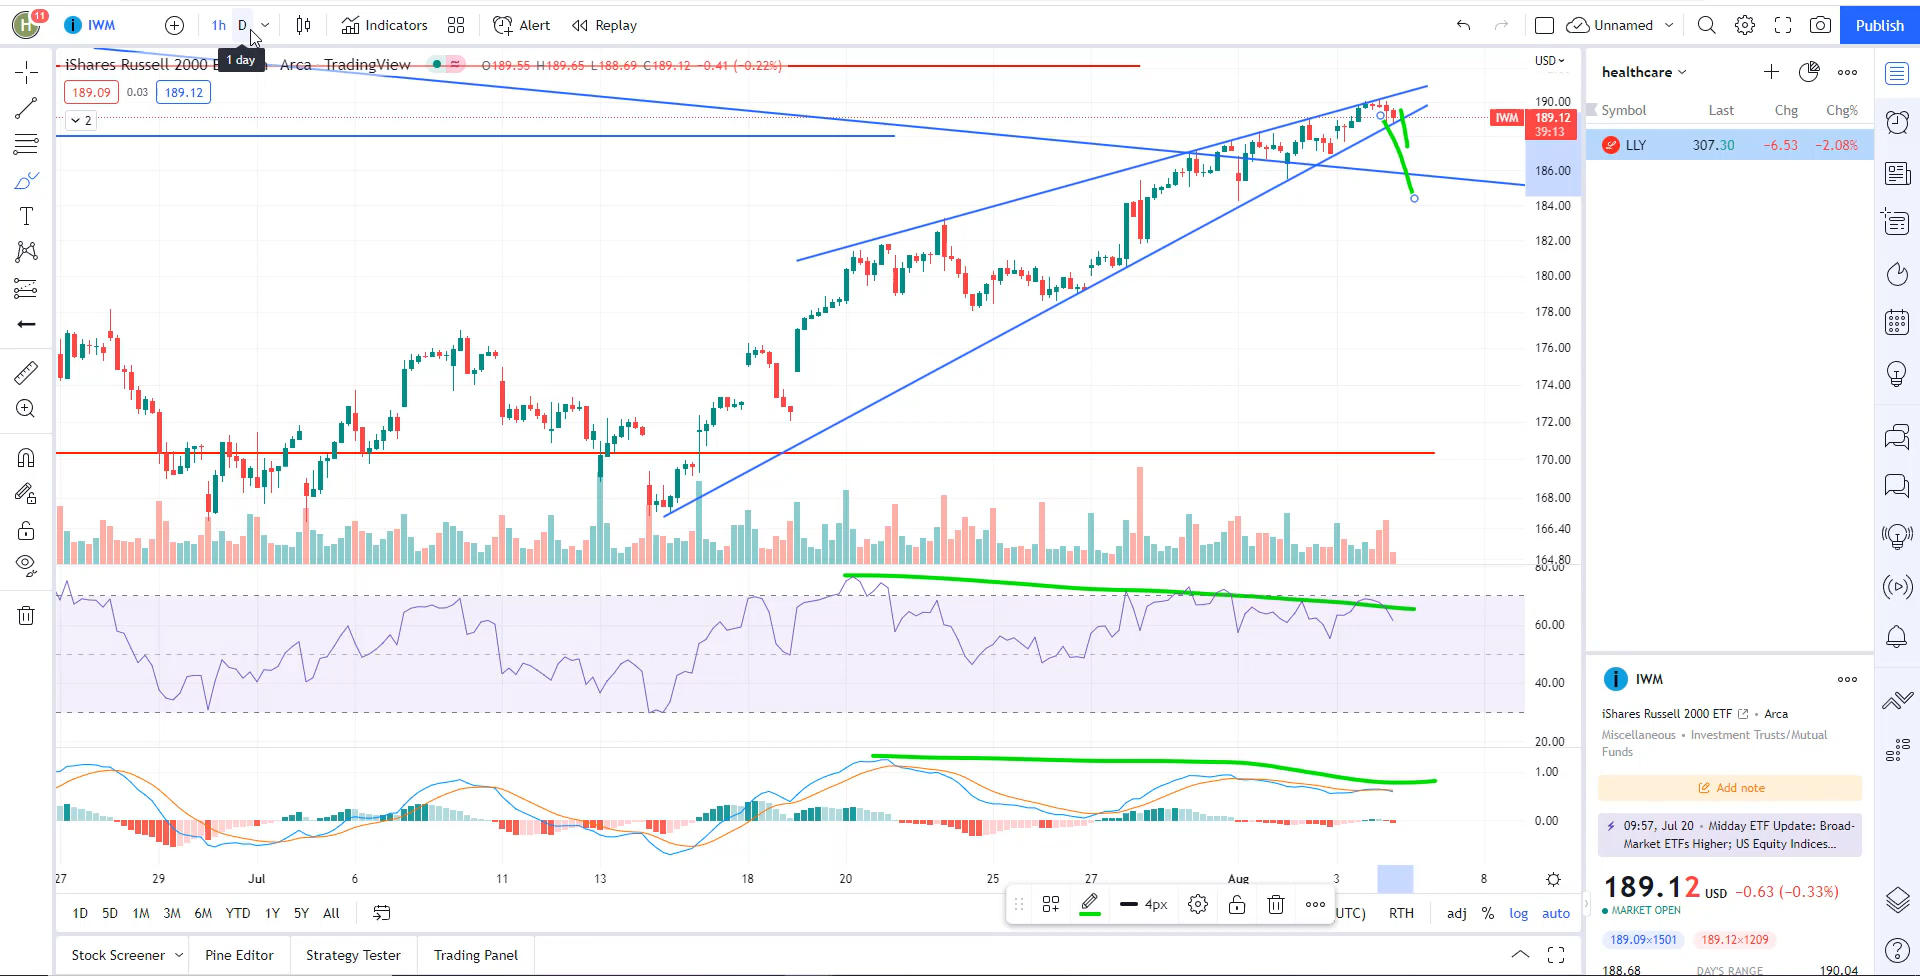 11
IWM
1h
D
Indicators
Alert
Replay
Unnamed
Publish
1 day
iShares Russell 2000 E
Arca
TradingView
O189.55 H189.65 L188.69 C189.12 −0.41 (−0.22%)
189.09
0.03
189.12
2
USD
190.00
IWM
189.12
39:13
186.00
184.00
182.00
180.00
178.00
176.00
174.00
172.00
170.00
168.00
166.40
164.80
80.00
60.00
40.00
20.00
1.00
0.00
27
29
Jul
6
11
13
18
20
25
27
Aug
3
8
1D
5D
1M
3M
6M
YTD
1Y
5Y
All
4px
UTC)
RTH
adj
%
log
auto
Stock Screener
Pine Editor
Strategy Tester
Trading Panel
healthcare
Symbol
Last
Chg
Chg%
LLY
307.30
−6.53
−2.08%
IWM
iShares Russell 2000 ETF • Arca
Miscellaneous • Investment Trusts/Mutual
Funds
Add note
09:57, Jul 20 • Midday ETF Update: Broad-
Market ETFs Higher; US Equity Indices...
189.12 USD −0.63 (−0.33%)
MARKET OPEN
189.09×1501
189.12×1209
188.68
DAY'S RANGE
190.04